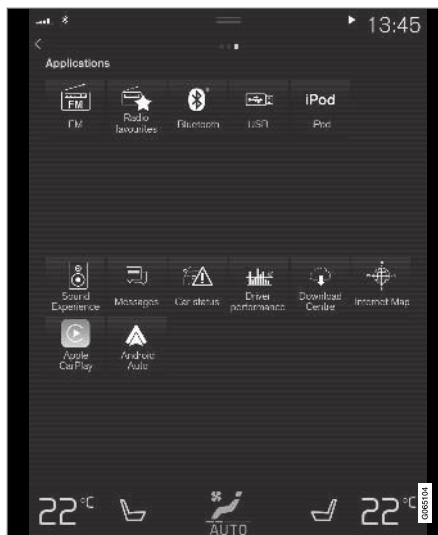 13:45
Applications
FM
FM
Radio
favourites
Bluetooth
USB
iPod
iPod
Sound
Experience
Messages
Car status
Driver
performance
Download
Centre
Internet Map
Apple
CarPlay
Android
Auto
22°C
22°C
AUTO
G065104